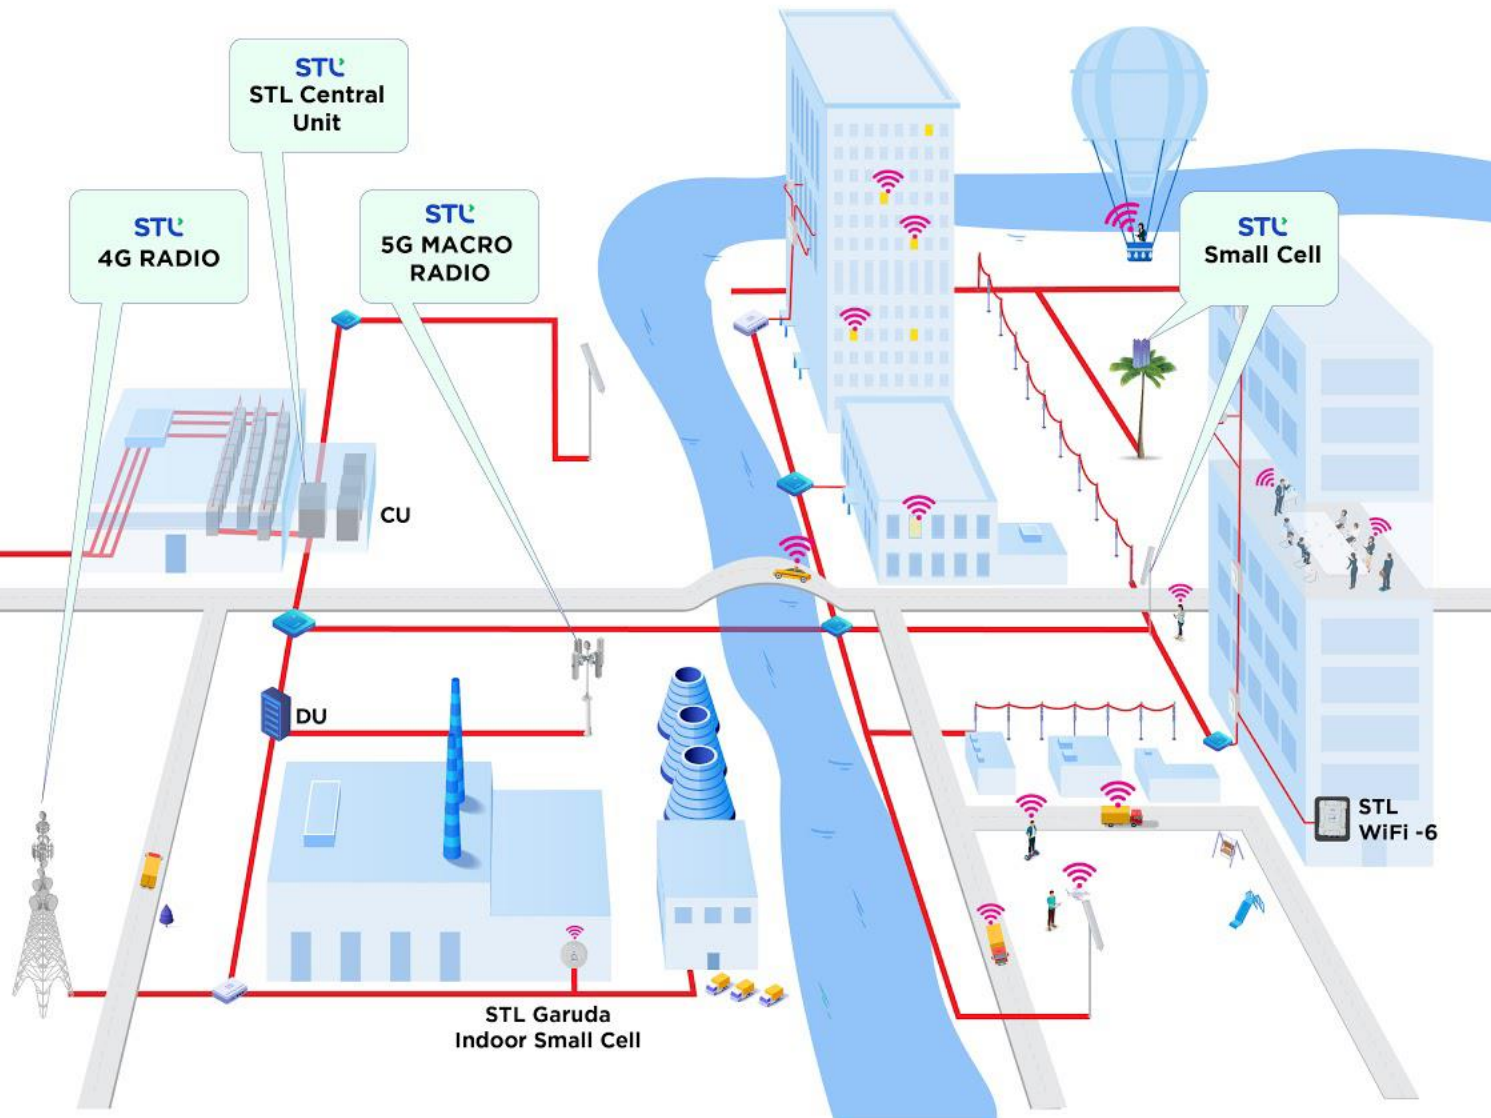 STL
STL Central
Unit
STL
4G RADIO
STL
5G MACRO
RADIO
STL
Small Cell
CU
DU
STL
WiFi -6
STL Garuda
Indoor Small Cell